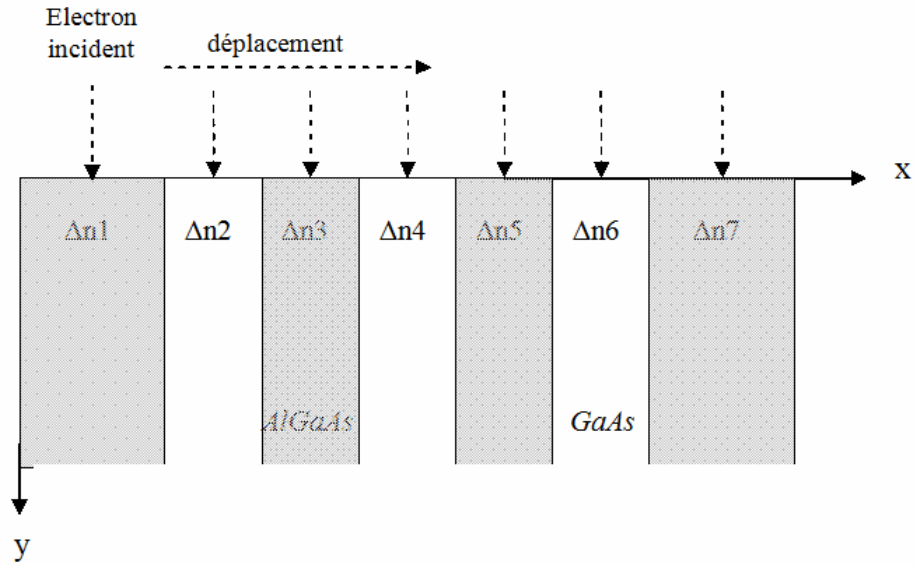 Electron
incident
déplacement
x
Δn1 Δn2 Δn3 Δn4 Δn5 Δn6 Δn7
AlGaAs GaAs
y